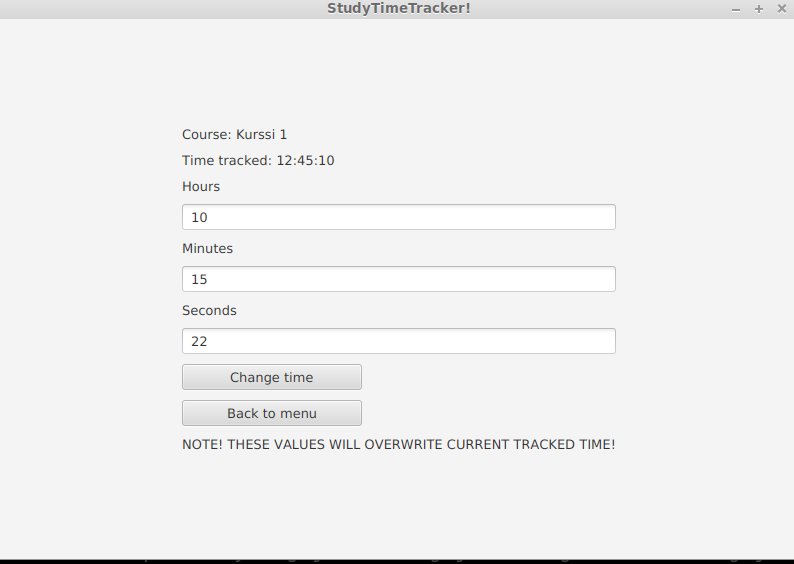 StudyTimeTracker!
Course: Kurssi 1
Time tracked: 12:45:10
Hours
10
Minutes
15
Seconds
22
Change time
Back to menu
NOTE! THESE VALUES WILL OVERWRITE CURRENT TRACKED TIME!